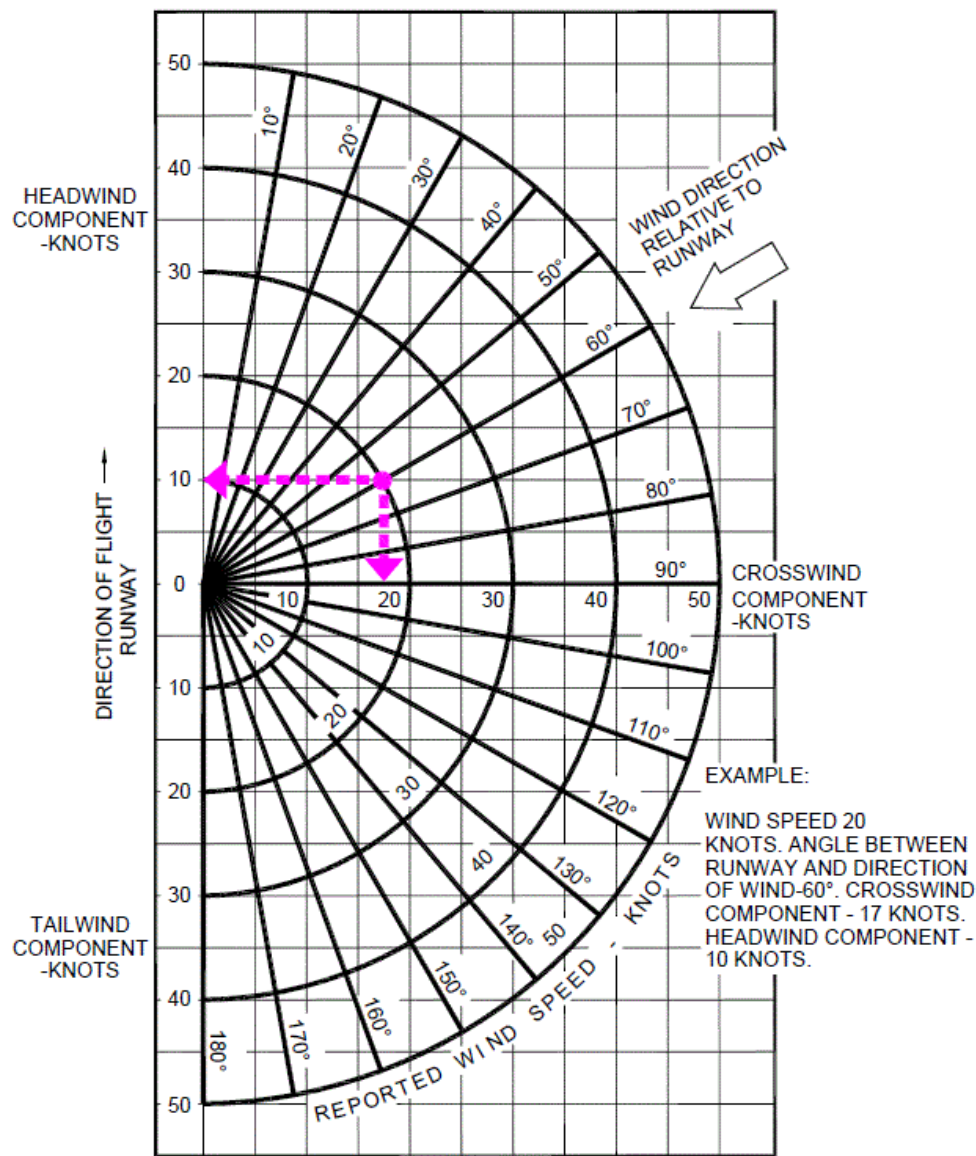 50
10°
20°
30°
40°
HEADWIND
COMPONENT
-KNOTS
40
30
20
10
0
50°
60°
70°
80°
90°
WIND DIRECTION
RELATIVE TO
RUNWAY
DIRECTION OF FLIGHT
RUNWAY
10
20
30
40
50
CROSSWIND
COMPONENT
-KNOTS
10
20
30
40
50
100°
110°
120°
130°
140°
150°
160°
170°
180°
10
20
30
40
50
TAILWIND
COMPONENT
-KNOTS
REPORTED WIND SPEED - KNOTS
EXAMPLE:
WIND SPEED 20
KNOTS. ANGLE BETWEEN
RUNWAY AND DIRECTION
OF WIND-60°. CROSSWIND
COMPONENT - 17 KNOTS.
HEADWIND COMPONENT -
10 KNOTS.